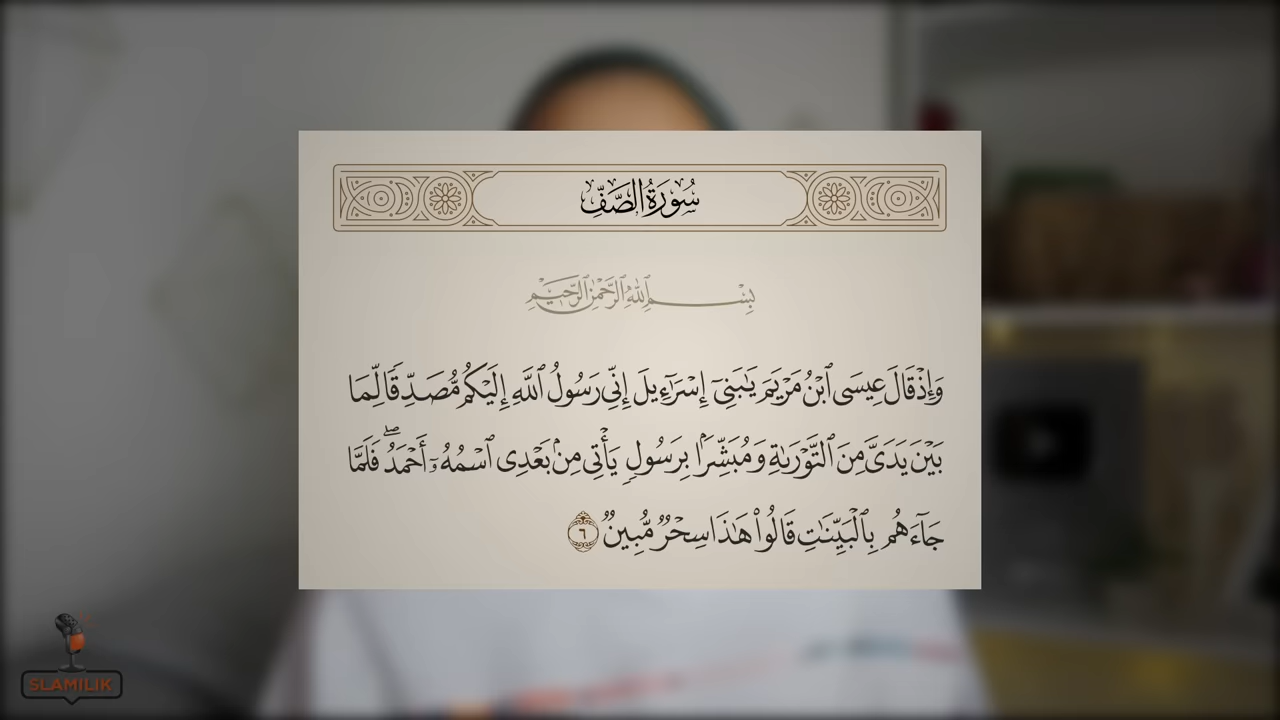 سُورَةُ الصَّفِّ
بِسْمِ ٱللَّهِ ٱلرَّحْمَٰنِ ٱلرَّحِيمِ
وَإِذْ قَالَ عِيسَى ٱبْنُ مَرْيَمَ يَـٰبَنِىٓ إِسْرَٰٓءِيلَ إِنِّى رَسُولُ ٱللَّهِ إِلَيْكُم مُّصَدِّقًا لِّمَا
بَيْنَ يَدَىَّ مِنَ ٱلتَّوْرَىٰةِ وَمُبَشِّرًۢا بِرَسُولٍ يَأْتِى مِنۢ بَعْدِى ٱسْمُهُۥٓ أَحْمَدُ ۖ فَلَمَّا
جَآءَهُم بِٱلْبَيِّنَـٰتِ قَالُوا۟ هَـٰذَا سِحْرٌ مُّبِينٌ ٦
SLAMILIK